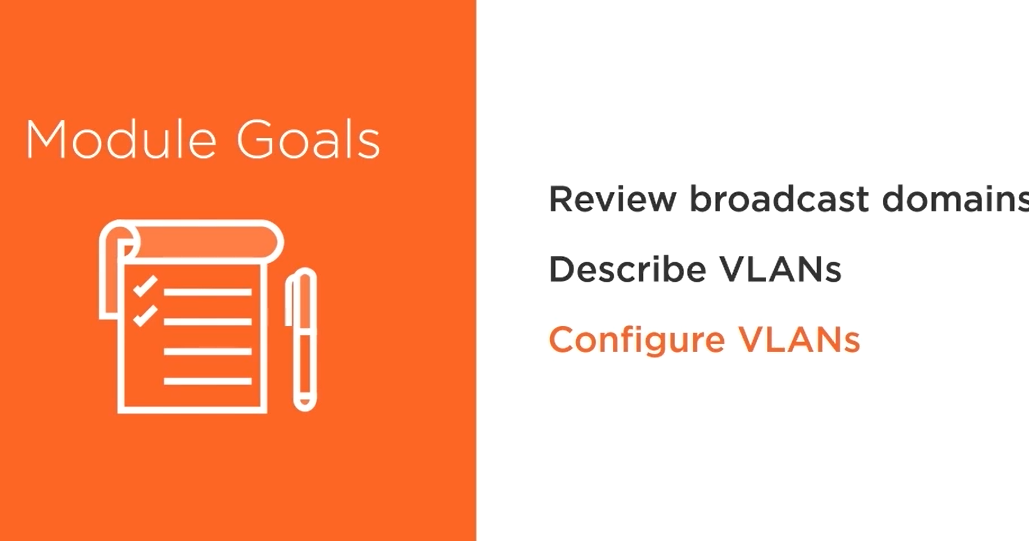 Module Goals
Review broadcast domains
Describe VLANs
Configure VLANs